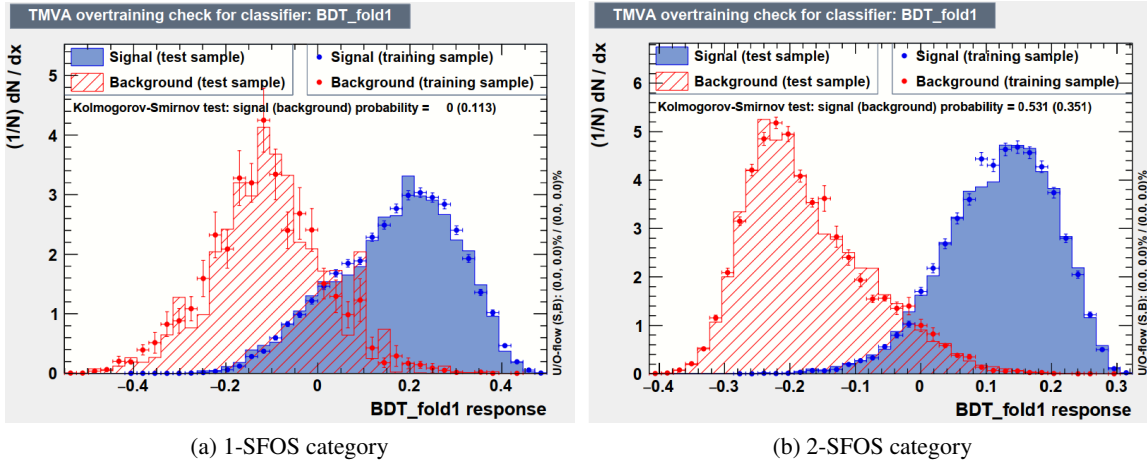 TMVA overtraining check for classifier: BDT_fold1
Signal (test sample)
Background (test sample)
Signal (training sample)
Background (training sample)
Kolmogorov-Smirnov test: signal (background) probability = 0 (0.113)
(1/N) dN / dx
5
4
3
2
1
0
−0.4
−0.2
0
0.2
0.4
BDT_fold1 response
U/O-flow (S,B): (0.0, 0.0)% / (0.0, 0.0)%
(a) 1-SFOS category
TMVA overtraining check for classifier: BDT_fold1
Signal (test sample)
Background (test sample)
Signal (training sample)
Background (training sample)
Kolmogorov-Smirnov test: signal (background) probability = 0.531 (0.351)
(1/N) dN / dx
6
5
4
3
2
1
0
−0.4
−0.3
−0.2
−0.1
0
0.1
0.2
0.3
BDT_fold1 response
U/O-flow (S,B): (0.0, 0.0)% / (0.0, 0.0)%
(b) 2-SFOS category